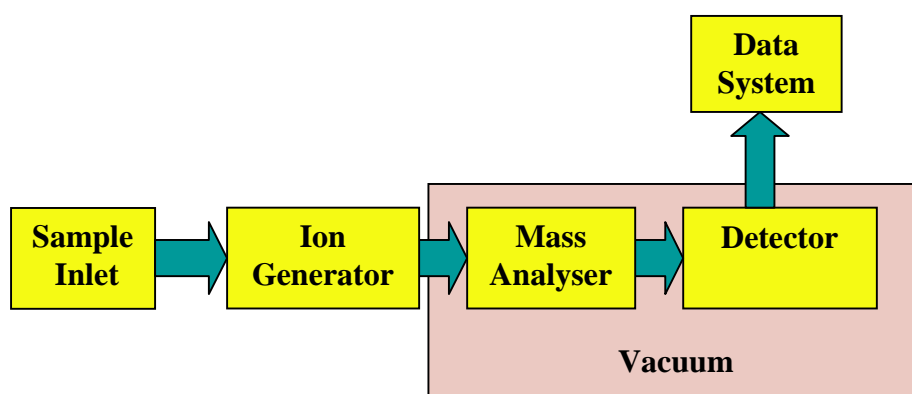 Data
System
Sample
Inlet
Ion
Generator
Mass
Analyser
Detector
Vacuum